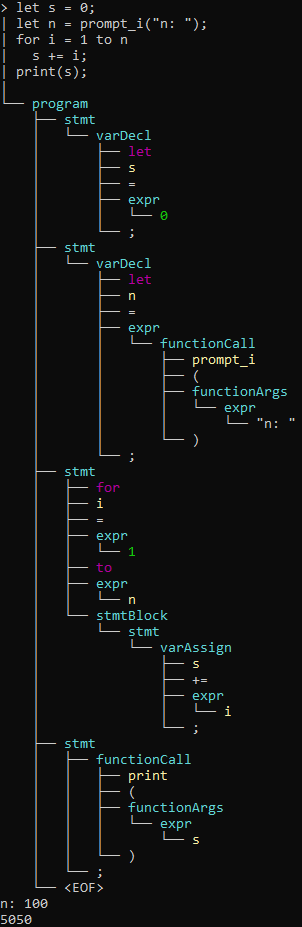 > let s = 0;
| let n = prompt_i("n: ");
| for i = 1 to n
|   s += i;
| print(s);
|
└── program
    ├── stmt
    │   └── varDecl
    │       ├── let
    │       ├── s
    │       ├── =
    │       ├── expr
    │       │   └── 0
    │       └── ;
    ├── stmt
    │   └── varDecl
    │       ├── let
    │       ├── n
    │       ├── =
    │       ├── expr
    │       │   └── functionCall
    │       │       ├── prompt_i
    │       │       ├── (
    │       │       ├── functionArgs
    │       │       │   └── expr
    │       │       │       └── "n: "
    │       │       └── )
    │       └── ;
    ├── stmt
    │   ├── for
    │   ├── i
    │   ├── =
    │   ├── expr
    │   │   └── 1
    │   ├── to
    │   ├── expr
    │   │   └── n
    │   └── stmtBlock
    │       └── stmt
    │           └── varAssign
    │               ├── s
    │               ├── +=
    │               ├── expr
    │               │   └── i
    │               └── ;
    ├── stmt
    │   ├── functionCall
    │   │   ├── print
    │   │   ├── (
    │   │   ├── functionArgs
    │   │   │   └── expr
    │   │   │       └── s
    │   │   └── )
    │   └── ;
    └── <EOF>
n: 100
5050